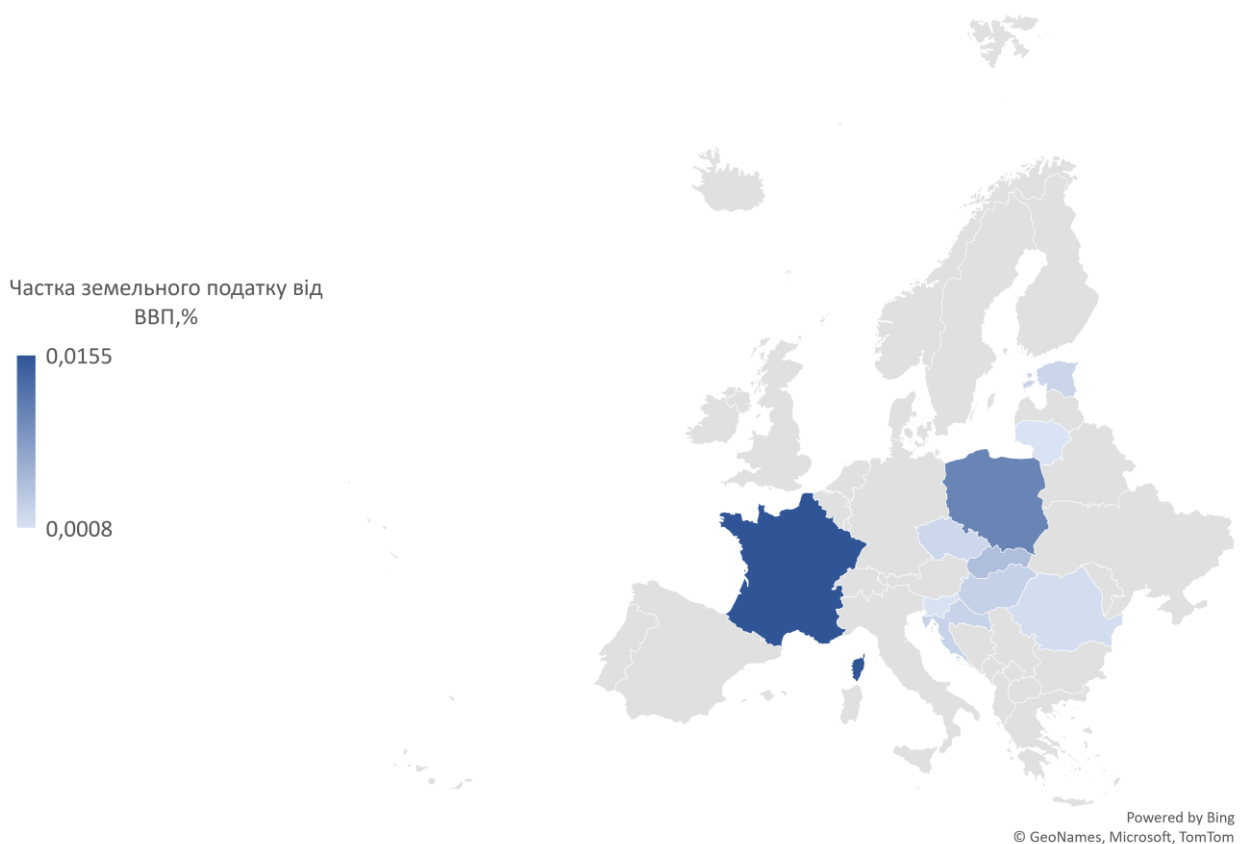 Частка земельного податку від
ВВП,%
0,0155
0,0008
Powered by Bing
© GeoNames, Microsoft, TomTom